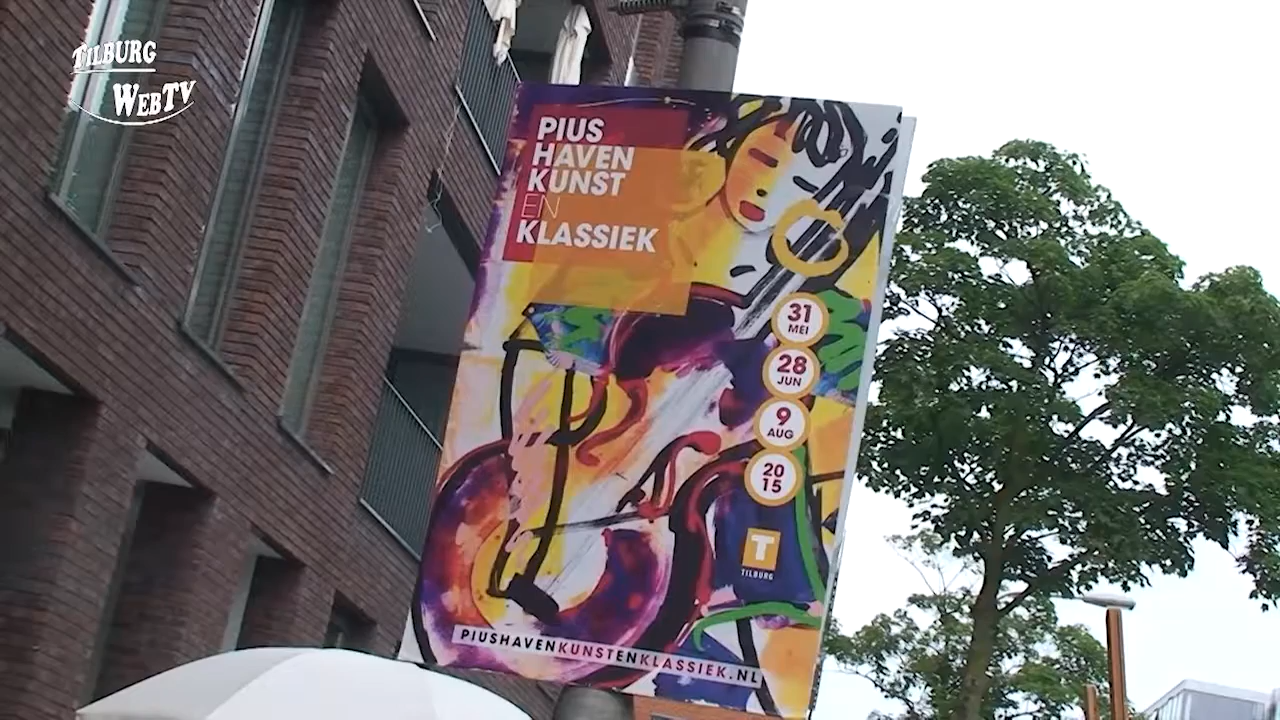 TILBURG
WEBTV
PIUS
HAVEN
KUNST
EN
KLASSIEK
31
MEI
28
JUN
9
AUG
20
15
T
TILBURG
PIUSHAVENKUNSTENKLASSIEK.NL